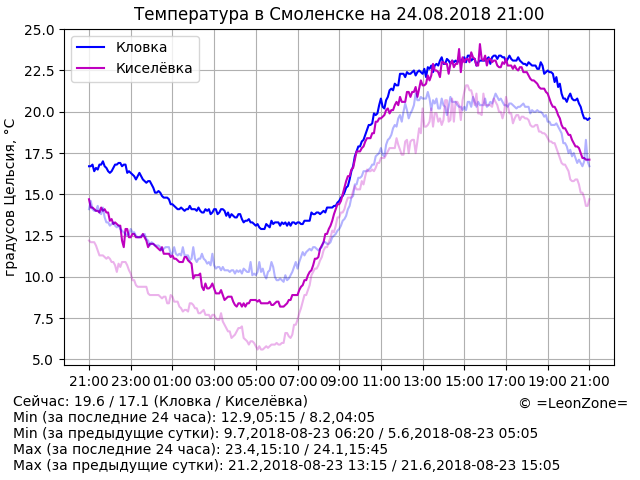 Температура в Смоленске на 24.08.2018 21:00
Кловка
Киселёвка
градусов Цельсия, °C
25.0
22.5
20.0
17.5
15.0
12.5
10.0
7.5
5.0
21:00 23:00 01:00 03:00 05:00 07:00 09:00 11:00 13:00 15:00 17:00 19:00 21:00
Сейчас: 19.6 / 17.1 (Кловка / Киселёвка)
© =LeonZone=
Min (за последние 24 часа): 12.9,05:15 / 8.2,04:05
Min (за предыдущие сутки): 9.7,2018-08-23 06:20 / 5.6,2018-08-23 05:05
Max (за последние 24 часа): 23.4,15:10 / 24.1,15:45
Max (за предыдущие сутки): 21.2,2018-08-23 13:15 / 21.6,2018-08-23 15:05